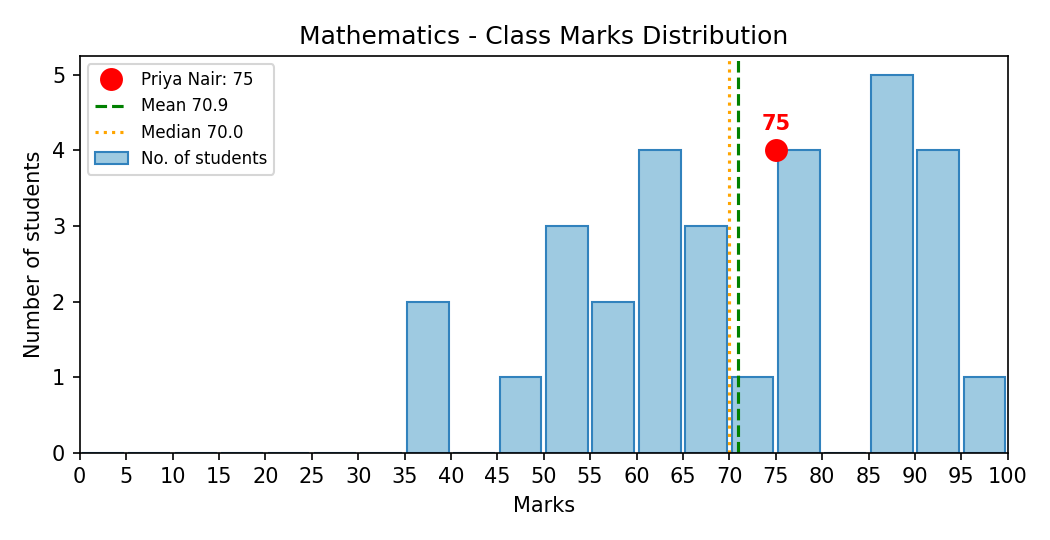 Mathematics - Class Marks Distribution
Priya Nair: 75
Mean 70.9
Median 70.0
No. of students
75
Number of students
5
4
3
2
1
0
0 5 10 15 20 25 30 35 40 45 50 55 60 65 70 75 80 85 90 95 100
Marks